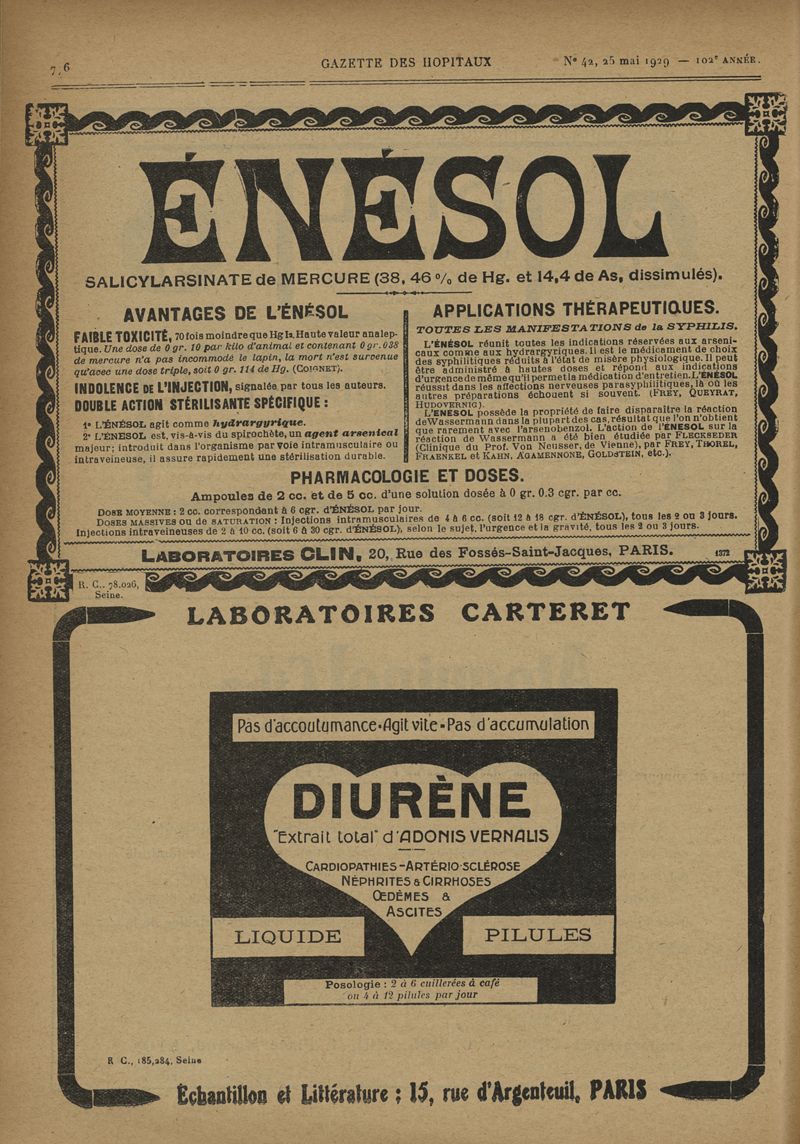 7.6
GAZETTE DES HOPITAUX
N° 42, 25 mai 1929 — 102e ANNÉE.
ÉNÉSOL
SALICYLARSINATE de MERCURE (38,46 % de Hg. et 14,4 de As, dissimulés).
AVANTAGES DE L'ÉNÉSOL
FAIBLE TOXICITÉ, 70 fois moindre que Hg Is. Haute valeur analep-
tique. Une dose de 0 gr. 10 par kilo d'animal et contenant 0 gr. 038
de mercure n'a pas incommodé le lapin, la mort n'est survenue
qu'avec une dose triple, soit 0 gr. 114 de Hg. (COIGNET).
INDOLENCE DE L'INJECTION, signalée par tous les auteurs.
DOUBLE ACTION STÉRILISANTE SPÉCIFIQUE :
1° L'ÉNÉSOL agit comme hydrargyrique.
2° L'ÉNÉSOL est, vis-à-vis du spirochète, un agent arsenical
majeur; introduit dans l'organisme par voie intramusculaire ou
intraveineuse, il assure rapidement une stérilisation durable.
APPLICATIONS THÉRAPEUTIQUES.
TOUTES LES MANIFESTATIONS de la SYPHILIS.
L'ÉNÉSOL réunit toutes les indications réservées aux arseni-
caux comme aux hydrargyriques. Il est le médicament de choix
des syphilitiques réduits à l'état de misère physiologique. Il peut
être administré à hautes doses et répond aux indications
d'urgence de même qu'il permet la médication d'entretien. L'ÉNÉSOL
réussit dans les affections nerveuses parasyphilitiques, là où les
autres préparations échouent si souvent. (FREY, QUEYRAT,
HUDOVERNIG).
L'ENESOL possède la propriété de faire disparaître la réaction
de Wassermann dans la plupart des cas, résultat que l'on n'obtient
que rarement avec l'arsenobenzol. L'action de l'ENESOL sur la
réaction de Wassermann a été bien étudiée par FLECKSEDER
(Clinique du Prof. Von Neusser, de Vienne), par FREY, THOREL,
FRAENKEL et KAHN, AGAMENNONE, GOLDSTEIN, etc.).
PHARMACOLOGIE ET DOSES.
Ampoules de 2 cc. et de 5 cc. d'une solution dosée à 0 gr. 0.3 cgr. par cc.
DOSE MOYENNE : 2 cc. correspondant à 6 cgr. d'ÉNÉSOL par jour.
DOSES MASSIVES OU DE SATURATION : Injections intramusculaires de 4 à 6 cc. (soit 12 à 18 cgr. d'ÉNÉSOL), tous les 2 ou 3 jours.
Injections intraveineuses de 2 à 10 cc. (soit 6 à 30 cgr. d'ÉNÉSOL), selon le sujet, l'urgence et la gravité, tous les 2 ou 3 jours.
LABORATOIRES CLIN, 20, Rue des Fossés-Saint-Jacques, PARIS. 1372
R. C., 78.026,
Seine.
LABORATOIRES CARTERET
Pas d'accoutumance-Agit vite-Pas d'accumulation
DIURÈNE
"Extrait total" d'ADONIS VERNALIS
CARDIOPATHIES-ARTÉRIO-SCLÉROSE
NÉPHRITES & CIRRHOSES
ŒDÈMES &
ASCITES
LIQUIDE
PILULES
Posologie : 2 à 6 cuillerées à café
ou 4 à 12 pilules par jour
R C., 185,284, Seine
Échantillon et Littérature : 15, rue d'Argenteuil, PARIS